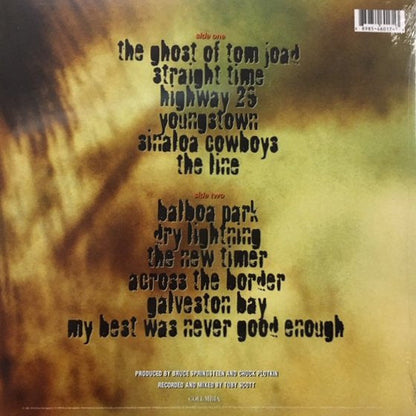 side one
the ghost of tom joad
straight time
highway 29
youngstown
sinaloa cowboys
the line
side two
balboa park
dry lightning
the new timer
across the border
galveston bay
my best was never good enough
PRODUCED BY BRUCE SPRINGSTEEN AND CHUCK PLOTKIN
RECORDED AND MIXED BY TOBY SCOTT
COLUMBIA